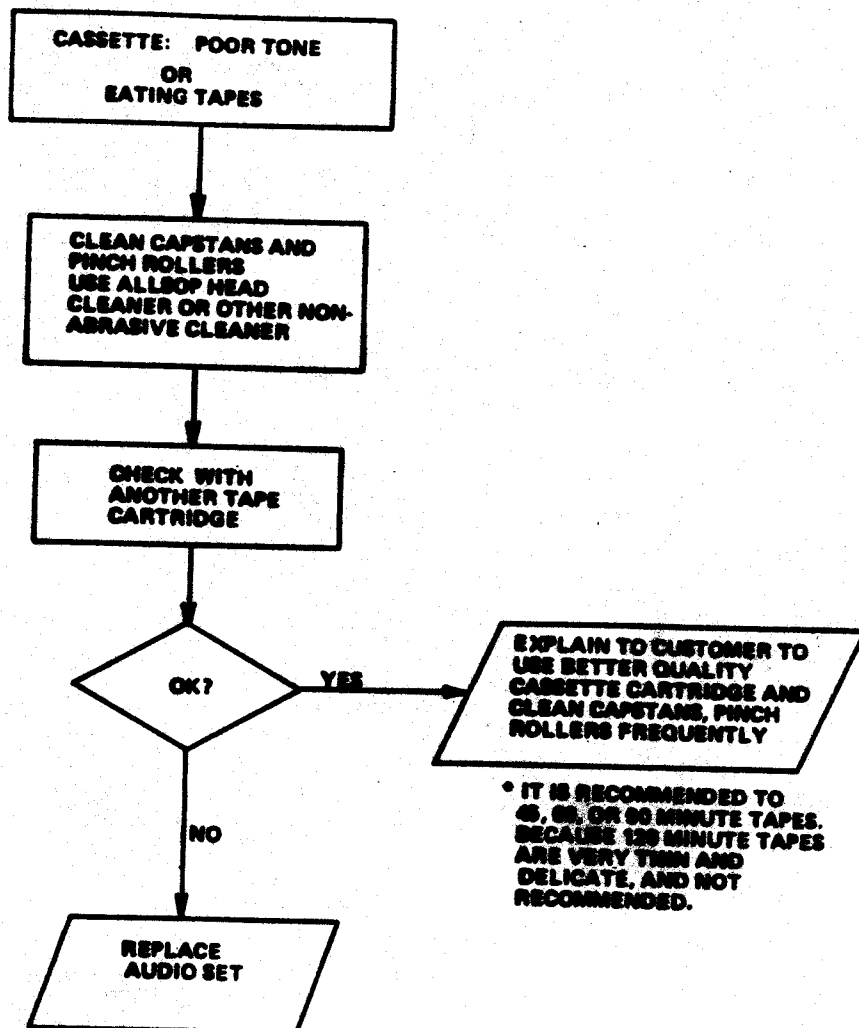 CASSETTE: POOR TONE
OR
EATING TAPES
CLEAN CAPSTANS AND
PINCH ROLLERS
USE ALLSOP HEAD
CLEANER OR OTHER NON-
ABRASIVE CLEANER
CHECK WITH
ANOTHER TAPE
CARTRIDGE
OK?
YES
EXPLAIN TO CUSTOMER TO
USE BETTER QUALITY
CASSETTE CARTRIDGE AND
CLEAN CAPSTANS, PINCH
ROLLERS FREQUENTLY
* IT IS RECOMMENDED TO
OR MINUTE TAPES.
BECAUSE 120 MINUTE TAPES
ARE VERY THIN AND
DELICATE, AND NOT
RECOMMENDED.
NO
REPLACE
AUDIO SET